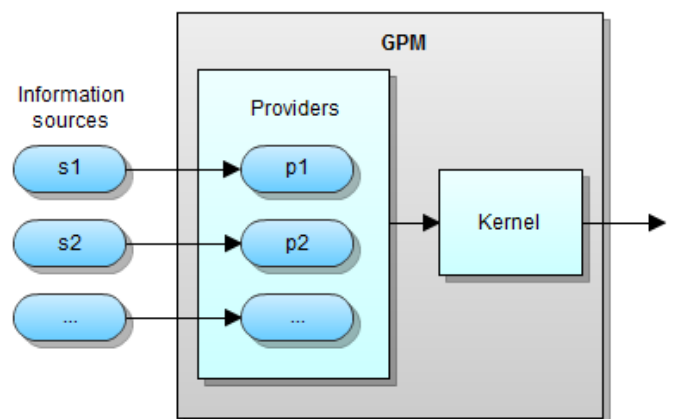 GPM
Information
sources
Providers
s1
p1
s2
p2
Kernel
...
...